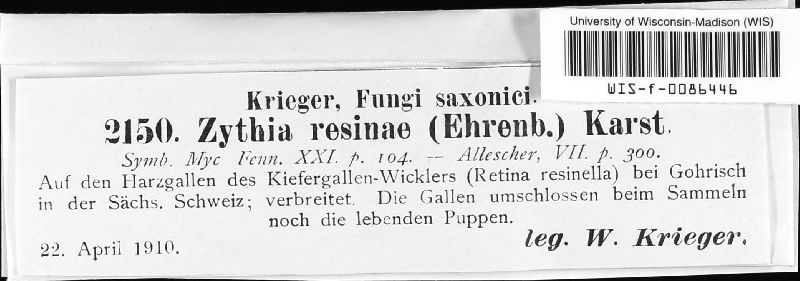 University of Wisconsin-Madison (WIS)
WIS-f-0086446
Krieger, Fungi saxonici.
2150. Zythia resinae (Ehrenb.) Karst.
Symb. Myc Fenn. XXI. p. 104. — Allescher, VII. p. 300.
Auf den Harzgallen des Kiefergallen-Wicklers (Retina resinella) bei Gohrisch
in der Sächs. Schweiz; verbreitet. Die Gallen umschlossen beim Sammeln
noch die lebenden Puppen.
22. April 1910.
leg. W. Krieger.